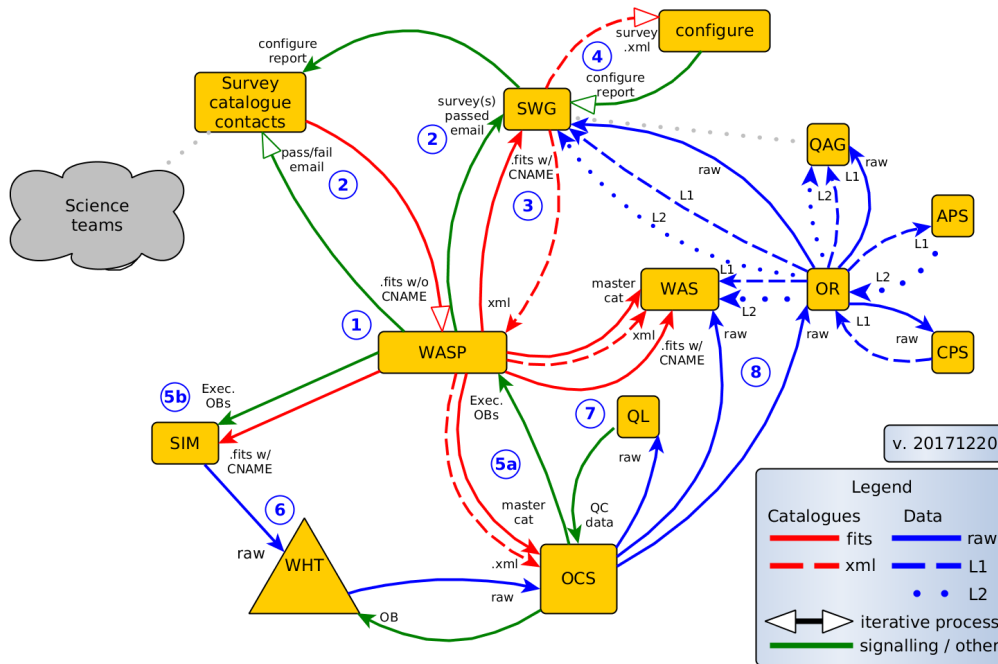 configure
report
survey
.xml
configure
4
Survey
catalogue
contacts
configure
report
survey(s)
passed
email
SWG
2
pass/fail
email
2
.fits w/
CNAME
3
raw
QAG
raw
L1
L2
Science
teams
L1
L2
APS
L1
L2
.fits w/o
CNAME
xml
master
cat
WAS
L1
L2
OR
1
WASP
xml
.fits w/
CNAME
raw
raw
L1
raw
CPS
8
5b
Exec.
OBs
Exec.
OBs
7
QL
SIM
.fits w/
CNAME
5a
raw
v. 20171220
6
master
cat
QC
data
raw
WHT
.xml
OCS
raw
OB
Legend
Catalogues
Data
fits
raw
xml
L1
L2
iterative process
signalling / other